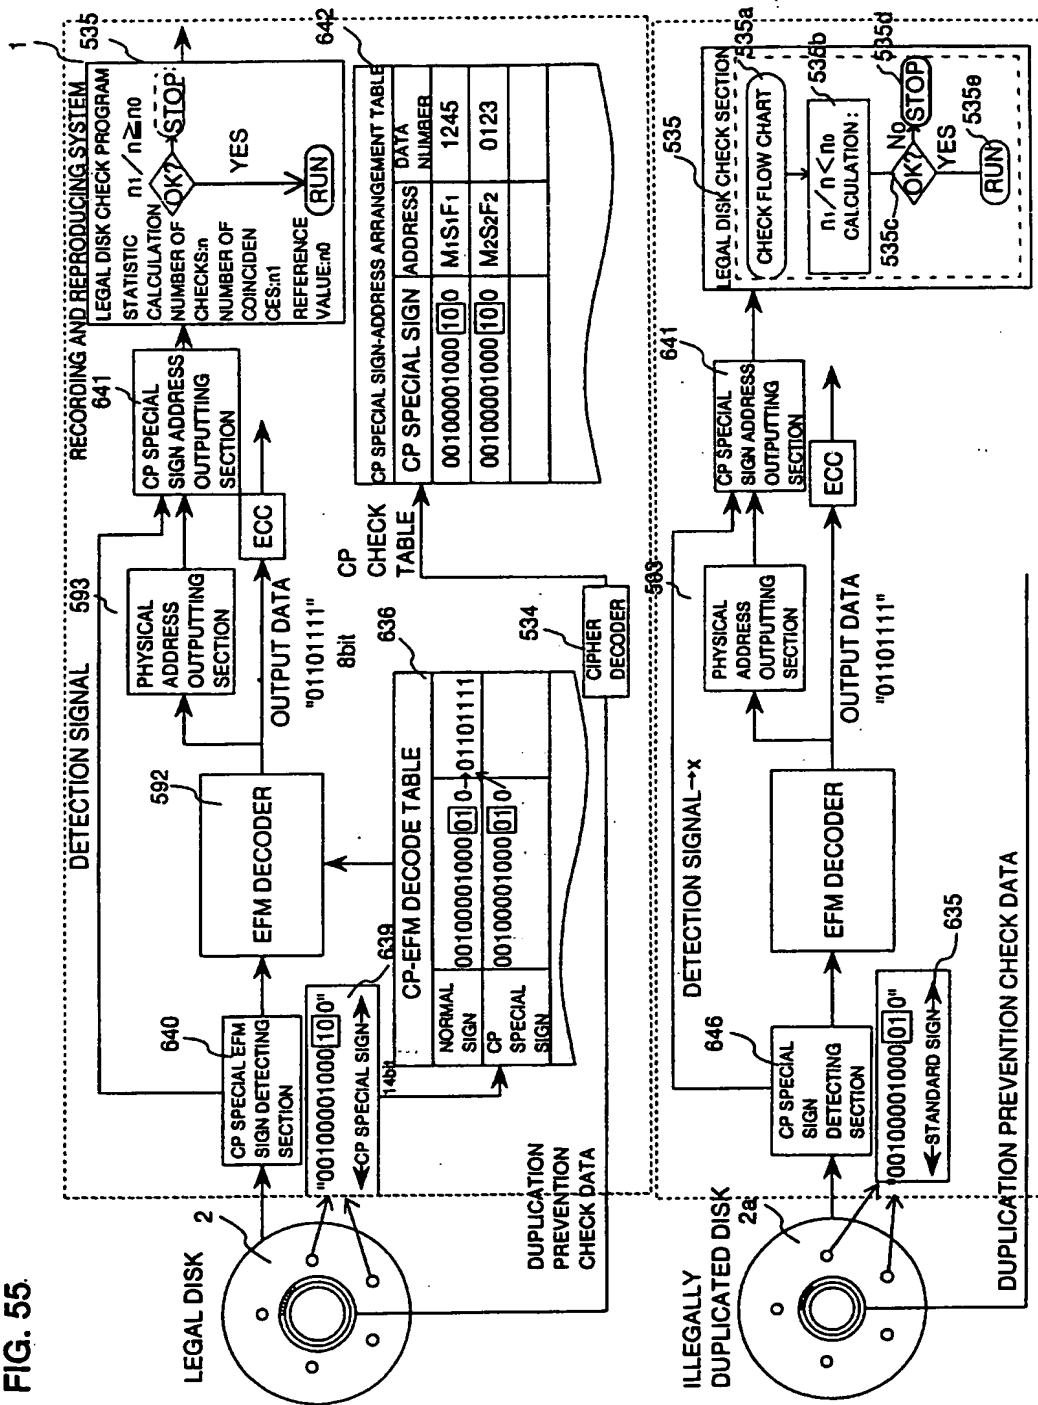 FIG. 55.
1
RECORDING AND REPRODUCING SYSTEM
535
LEGAL DISK CHECK PROGRAM
STATISTIC
CALCULATION
NUMBER OF
CHECKS:n
NUMBER OF
COINCIDEN
CES:n1
REFERENCE
VALUE:n0
n1/n≧n0
OK?
STOP
YES
RUN
DETECTION SIGNAL
593
641
PHYSICAL
ADDRESS
OUTPUTTING
SECTION
CP SPECIAL
SIGN ADDRESS
OUTPUTTING
SECTION
ECC
OUTPUT DATA
"01101111"
8bit
592
EFM DECODER
640
CP SPECIAL EFM
SIGN DETECTING
SECTION
639
"00100001000100"
CP SPECIAL SIGN
14bit
LEGAL DISK
2
DUPLICATION
PREVENTION
CHECK DATA
636
CP-EFM DECODE TABLE
NORMAL
SIGN
00100001000010→01101111
CP
SPECIAL
SIGN
00100001000010
534
CIPHER
DECODER
CP
CHECK
TABLE
642
CP SPECIAL SIGN-ADDRESS ARRANGEMENT TABLE
CP SPECIAL SIGN ADDRESS DATA
NUMBER
00100001000100 M1S1F1 1245
00100001000100 M2S2F2 0123
ILLEGALLY
DUPLICATED DISK
2a
646
CP SPECIAL
SIGN
DETECTING
SECTION
"00100001000010"
STANDARD SIGN
635
DETECTION SIGNAL→x
EFM DECODER
PHYSICAL
ADDRESS
OUTPUTTING
SECTION
OUTPUT DATA
"01101111"
641
CP SPECIAL
SIGN ADDRESS
OUTPUTTING
SECTION
ECC
DUPLICATION PREVENTION CHECK DATA
LEGAL DISK CHECK SECTION
535
535a
CHECK FLOW CHART
535b
n1/n<n0
CALCULATION:
535c
OK?
No
535d
STOP
YES
535e
RUN